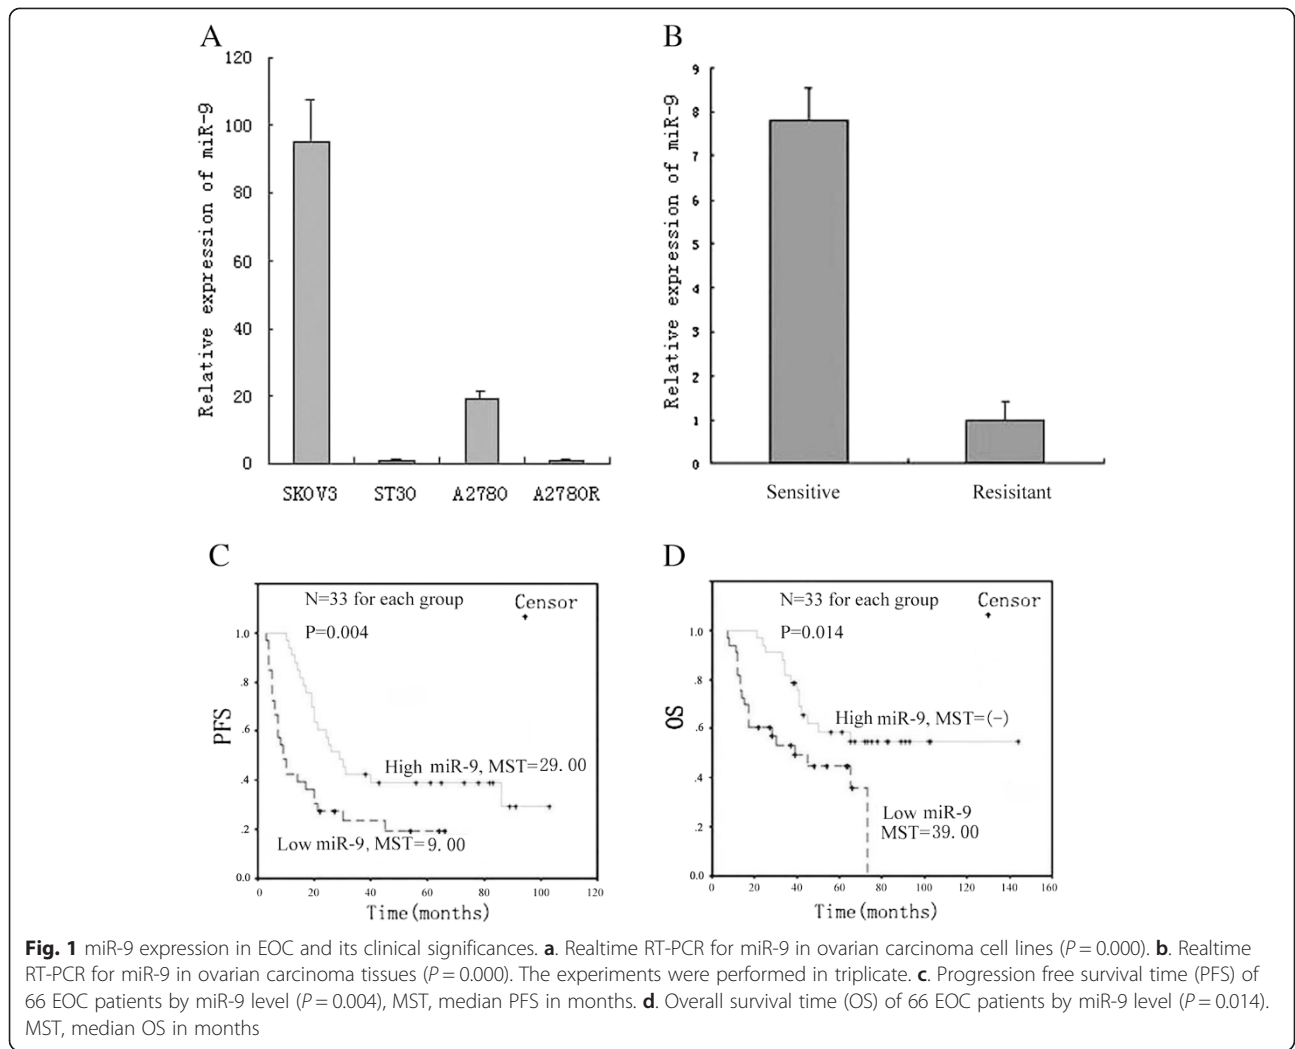 A
Relative expression of miR-9
120
100
80
60
40
20
0
SKOV3 ST30 A2780 A2780R
B
Relative expression of miR-9
9
8
7
6
5
4
3
2
1
0
Sensitive Resisitant
C
N=33 for each group
Censor
P=0.004
PFS
1.0
.8
.6
.4
.2
0.0
High miR-9, MST=29.00
Low miR-9, MST=9.00
0 20 40 60 80 100 120
Time(months)
D
N=33 for each group
Censor
P=0.014
OS
1.0
.8
.6
.4
.2
0.0
High miR-9, MST=(-)
Low miR-9
MST=39.00
0 20 40 60 80 100 120 140 160
Time(months)
Fig. 1 miR-9 expression in EOC and its clinical significances. a. Realtime RT-PCR for miR-9 in ovarian carcinoma cell lines (P = 0.000). b. Realtime
RT-PCR for miR-9 in ovarian carcinoma tissues (P = 0.000). The experiments were performed in triplicate. c. Progression free survival time (PFS) of
66 EOC patients by miR-9 level (P = 0.004), MST, median PFS in months. d. Overall survival time (OS) of 66 EOC patients by miR-9 level (P = 0.014).
MST, median OS in months